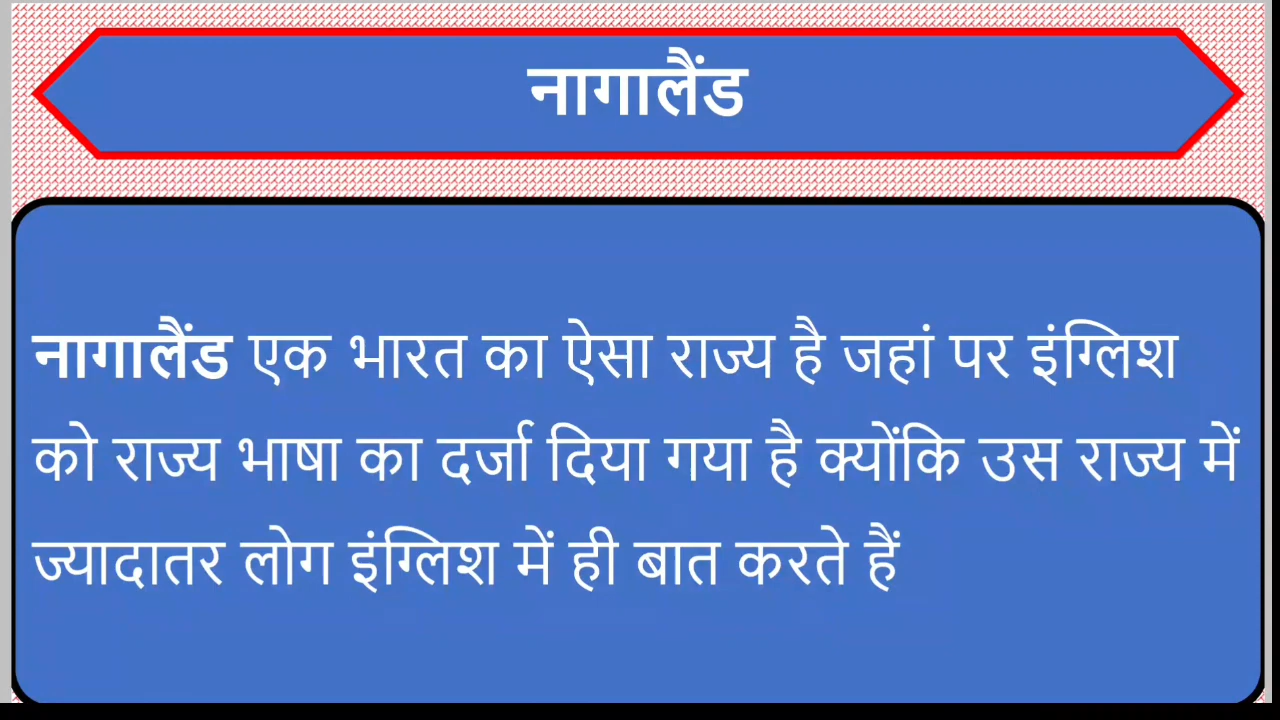 नागालैंड
नागालैंड एक भारत का ऐसा राज्य है जहां पर इंग्लिश
को राज्य भाषा का दर्जा दिया गया है क्योंकि उस राज्य में
ज्यादातर लोग इंग्लिश में ही बात करते हैं